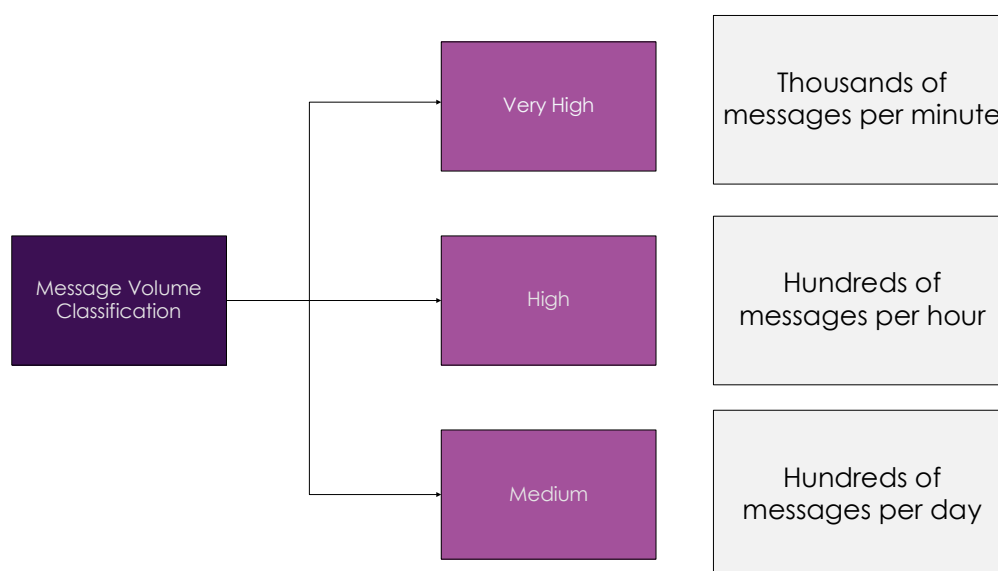 Very High
Thousands of
messages per minute
Message Volume
Classification
High
Hundreds of
messages per hour
Medium
Hundreds of
messages per day